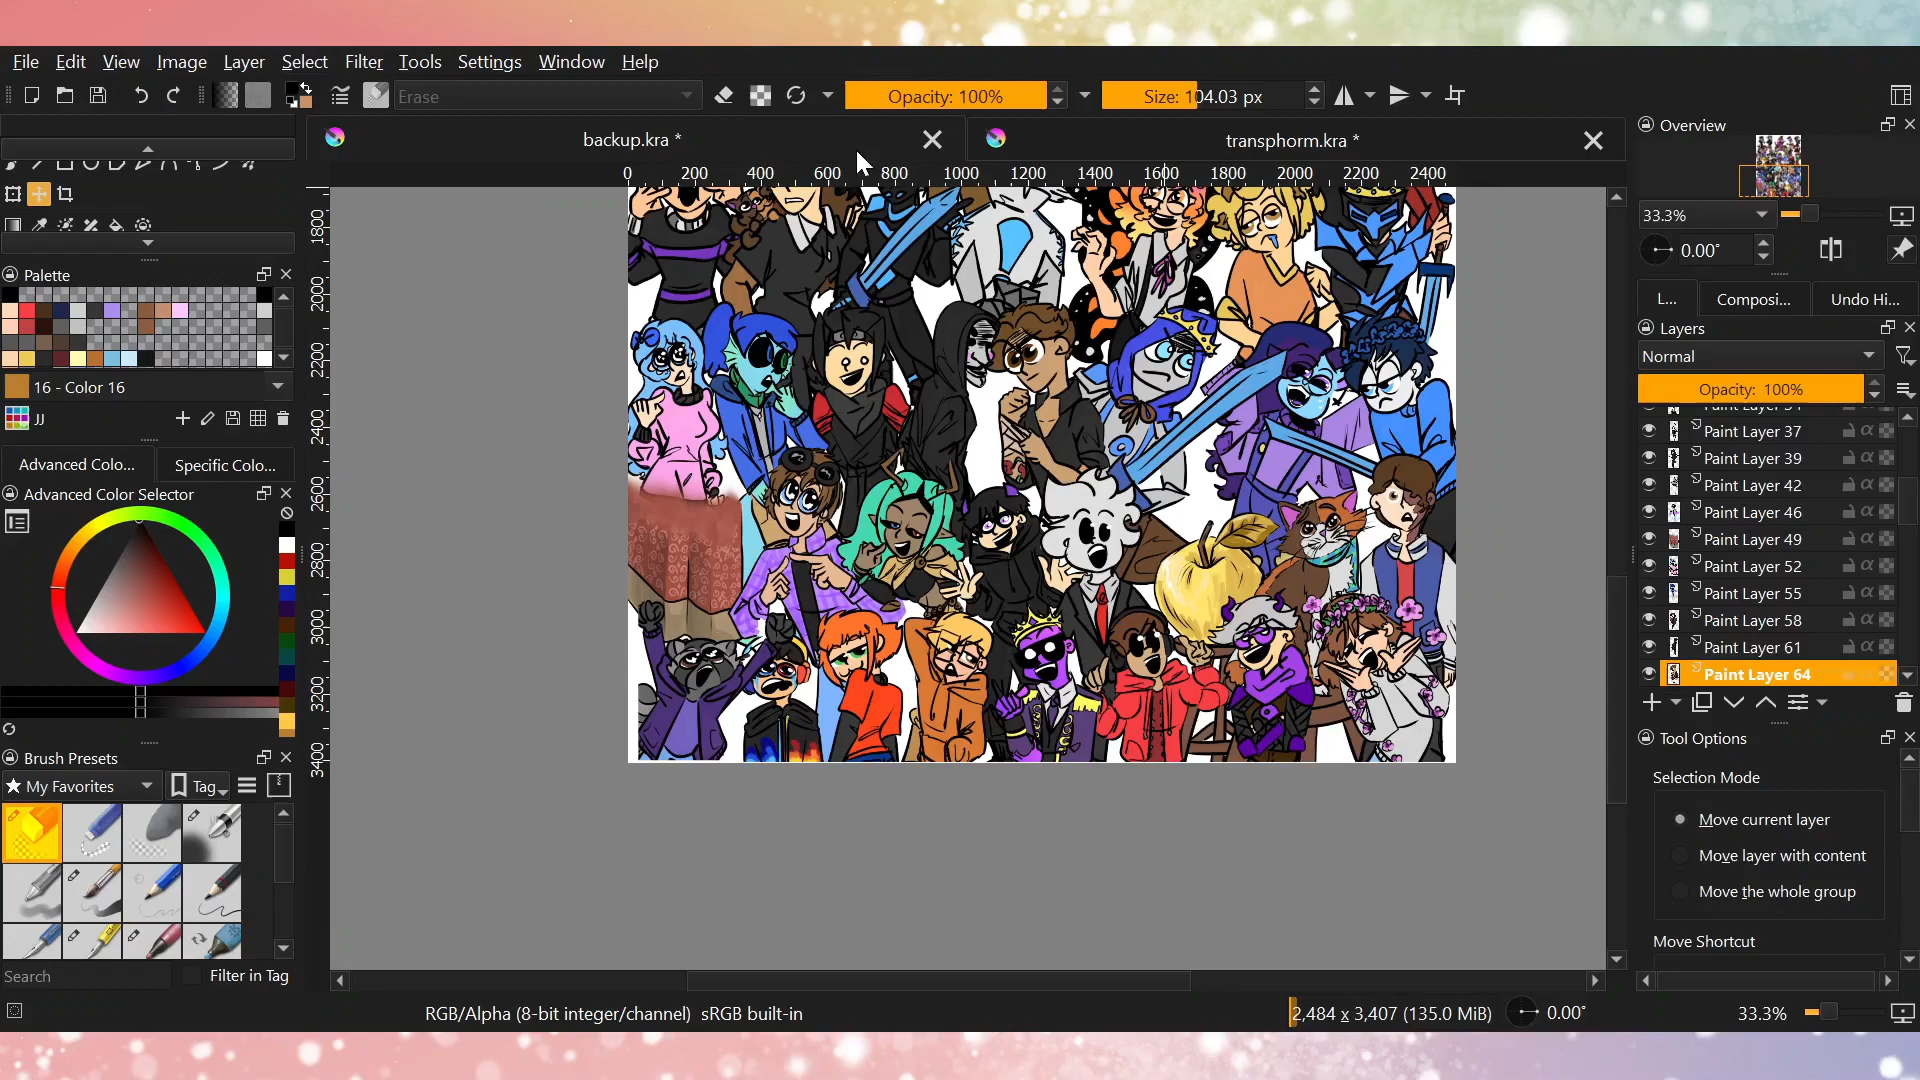 File Edit View Image Layer Select Filter Tools Settings Window Help
Erase
Opacity: 100%
Size: 104.03 px
backup.kra *
transphorm.kra *
0 200 400 600 800 1000 1200 1400 1600 1800 2000 2200 2400
1800
2000
2200
2400
2600
2800
3000
3200
3400
Palette
16 - Color 16
JJ
Advanced Colo...
Specific Colo...
Advanced Color Selector
Brush Presets
My Favorites
Tag
Search
Filter in Tag
RGB/Alpha (8-bit integer/channel) sRGB built-in
2,484 x 3,407 (135.0 MiB)
0.00°
33.3%
Overview
33.3%
0.00°
L...
Composi...
Undo Hi...
Layers
Normal
Opacity: 100%
Paint Layer 37
Paint Layer 39
Paint Layer 42
Paint Layer 46
Paint Layer 49
Paint Layer 52
Paint Layer 55
Paint Layer 58
Paint Layer 61
Paint Layer 64
Tool Options
Selection Mode
Move current layer
Move layer with content
Move the whole group
Move Shortcut